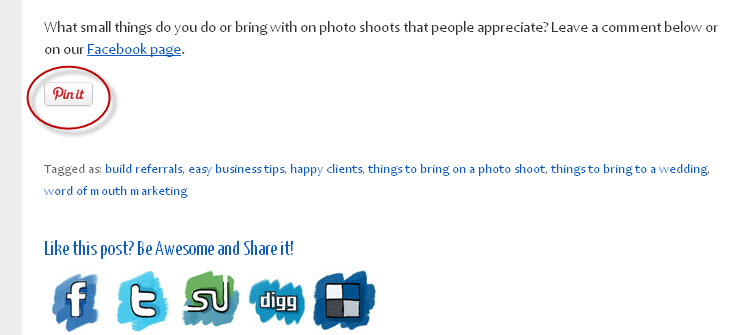 What small things do you do or bring with on photo shoots that people appreciate? Leave a comment below or
on our Facebook page.
Pin it
Tagged as: build referrals, easy business tips, happy clients, things to bring on a photo shoot, things to bring to a wedding,
word of mouth marketing
Like this post? Be Awesome and Share it!
f t SU digg